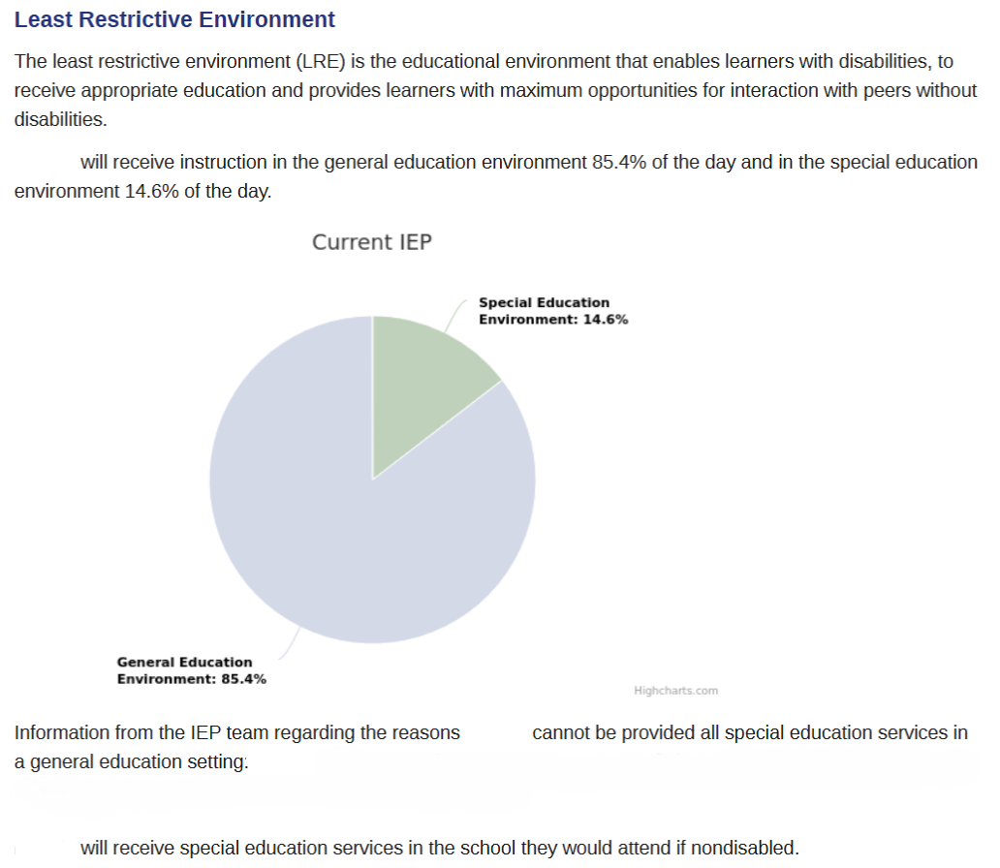 Least Restrictive Environment
The least restrictive environment (LRE) is the educational environment that enables learners with disabilities, to
receive appropriate education and provides learners with maximum opportunities for interaction with peers without
disabilities.
will receive instruction in the general education environment 85.4% of the day and in the special education
environment 14.6% of the day.
Current IEP
Special Education
Environment: 14.6%
General Education
Environment: 85.4%
Highcharts.com
Information from the IEP team regarding the reasons cannot be provided all special education services in
a general education setting:
will receive special education services in the school they would attend if nondisabled.